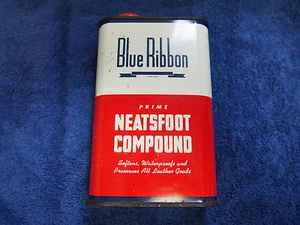 Blue Ribbon
PRIME
NEATSFOOT
COMPOUND
Softens, Waterproofs and
Preserves All Leather Goods